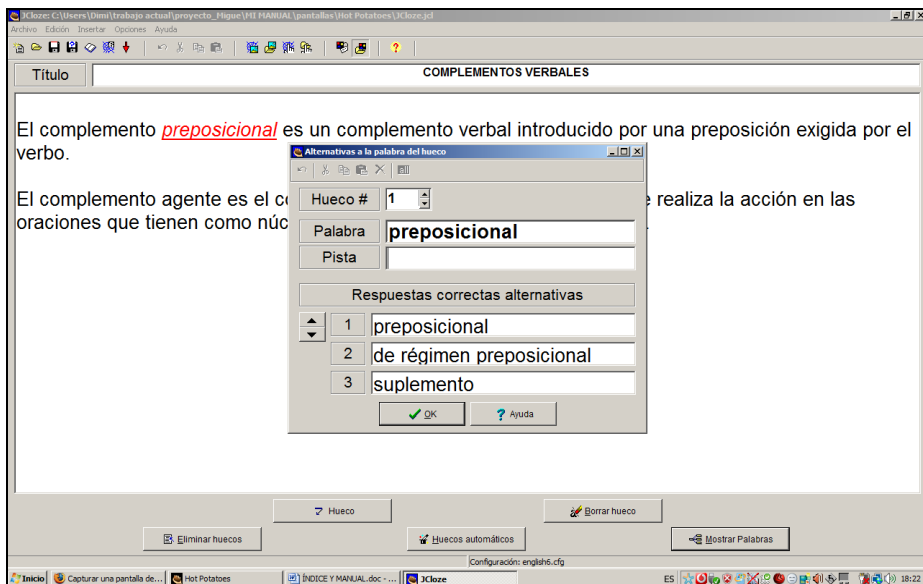 JCloze: C:\Users\Dimi\trabajo actual\proyecto_Migue\MI MANUAL\pantallas\Hot Potatoes\JCloze.jcl
Archivo Edición Insertar Opciones Ayuda
Título COMPLEMENTOS VERBALES
El complemento preposicional es un complemento verbal introducido por una preposición exigida por el
verbo.
El complemento agente es el realiza la acción en las
oraciones que tienen como
Alternativas a la palabra del hueco
Hueco # 1
Palabra preposicional
Pista
Respuestas correctas alternativas
1 preposicional
2 de régimen preposicional
3 suplemento
OK Ayuda
Hueco Borrar hueco
Eliminar huecos Huecos automáticos Mostrar Palabras
Configuración: english6.cfg
Inicio Capturar una pantalla de... Hot Potatoes ÍNDICE Y MANUAL.doc - ... JCloze ES 18:22